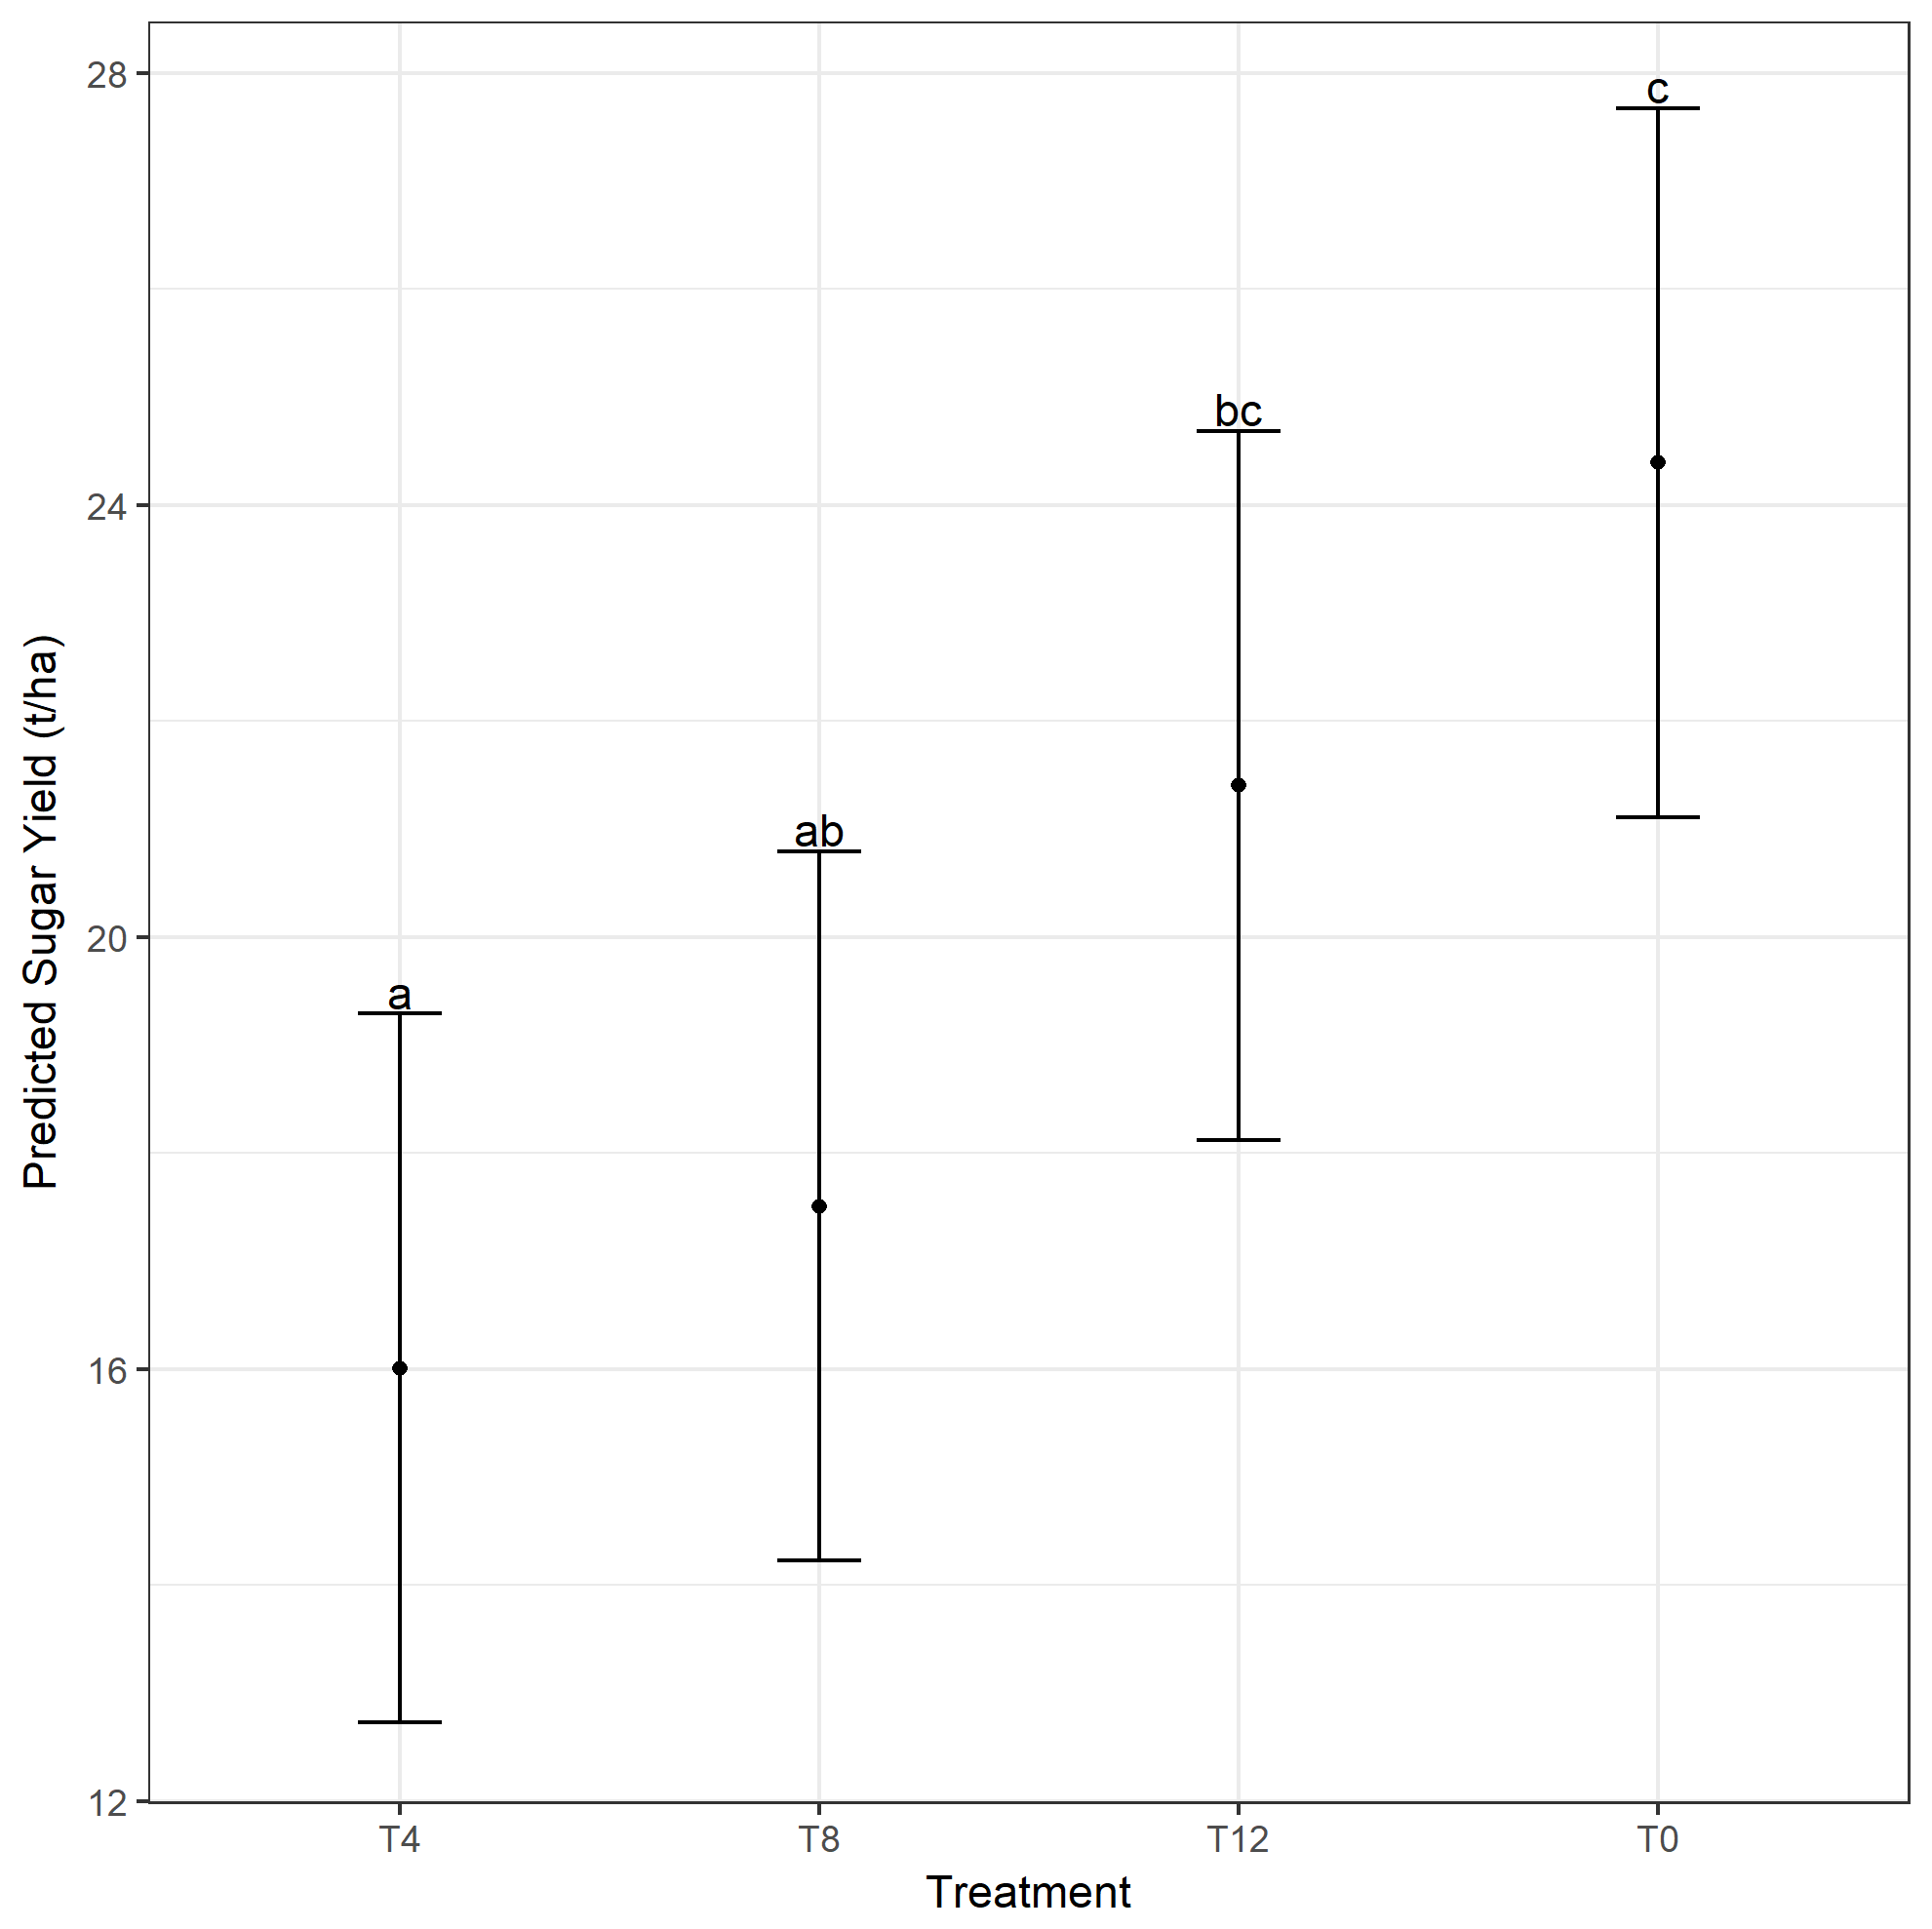 28
c
bc
24
ab
20
a
16
12
Predicted Sugar Yield (t/ha)
T4 T8 T12 T0
Treatment